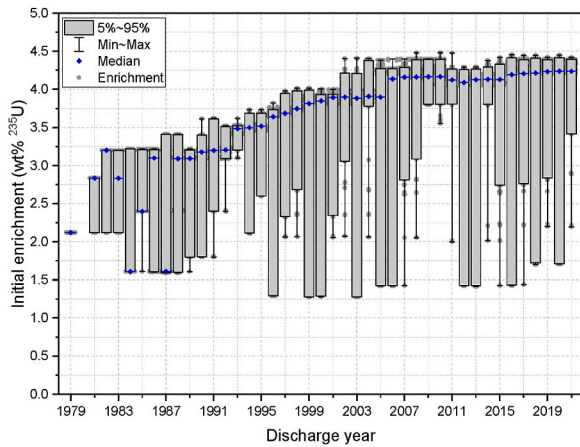 5%~95%
Min~Max
Median
Enrichment
5.0
4.5
4.0
3.5
3.0
2.5
2.0
1.5
1.0
0.5
0.0
Initial enrichment (wt% ²³⁵U)
1979 1983 1987 1991 1995 1999 2003 2007 2011 2015 2019
Discharge year